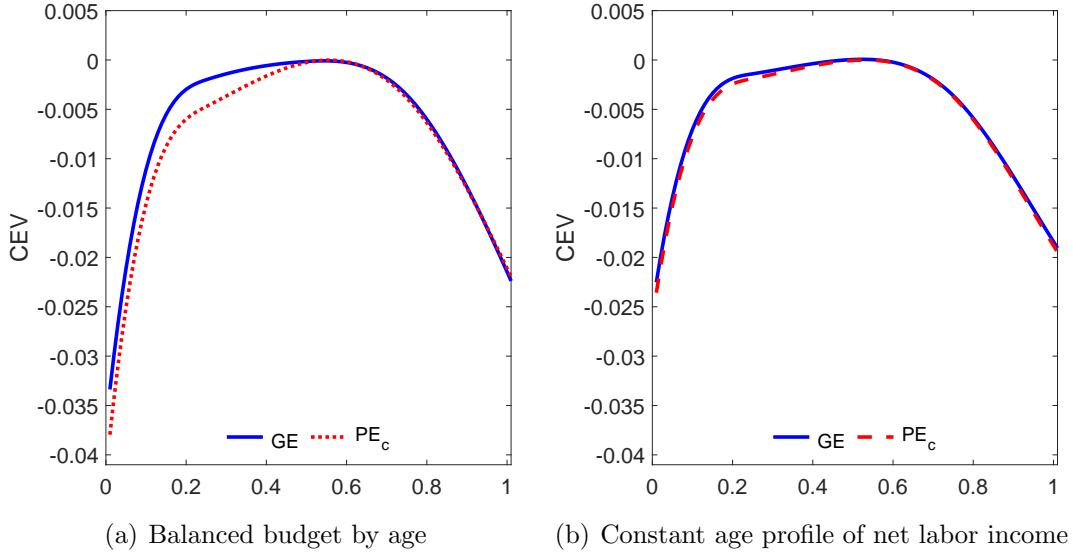 0.005
0
-0.005
-0.01
-0.015
-0.02
-0.025
-0.03
-0.035
-0.04
CEV
GE PE_c
0 0.2 0.4 0.6 0.8 1
(a) Balanced budget by age
0.005
0
-0.005
-0.01
-0.015
-0.02
-0.025
-0.03
-0.035
-0.04
CEV
GE PE_c
0 0.2 0.4 0.6 0.8 1
(b) Constant age profile of net labor income